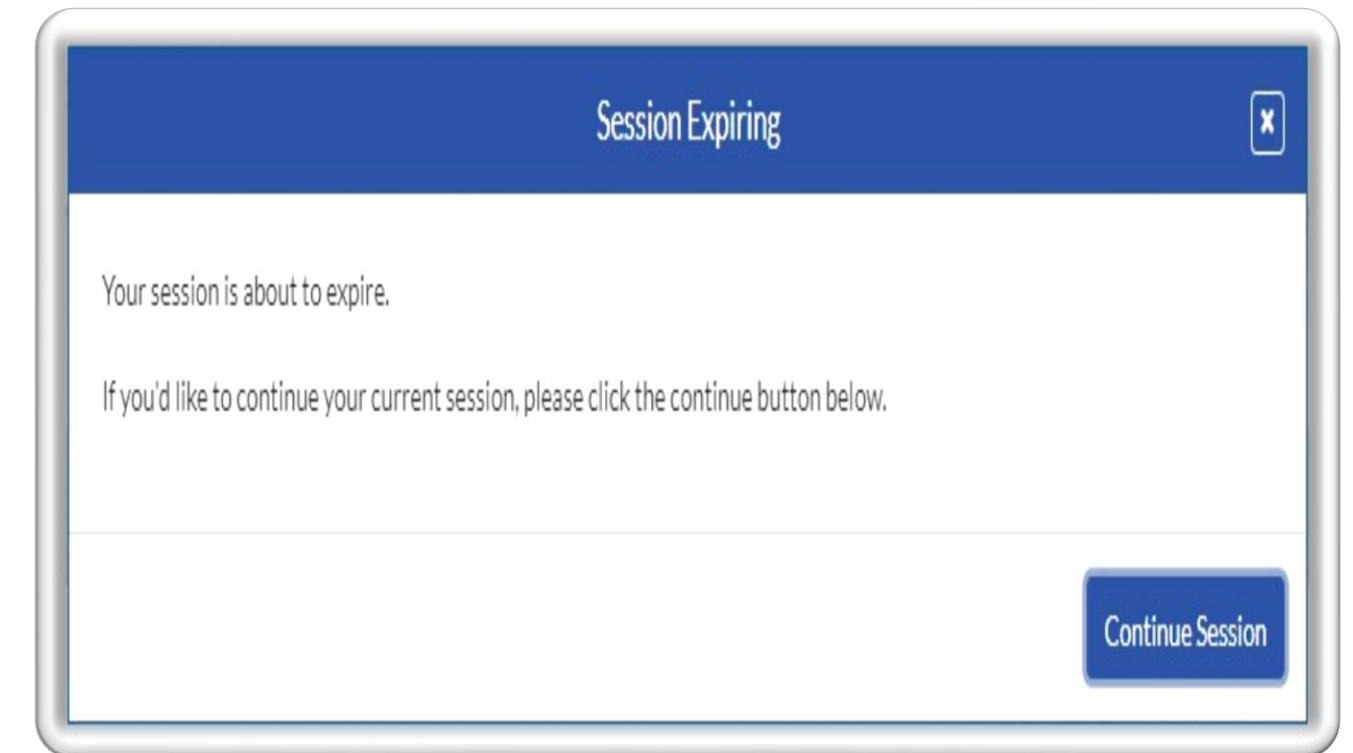 Session Expiring
Your session is about to expire.
If you'd like to continue your current session, please click the continue button below.
Continue Session